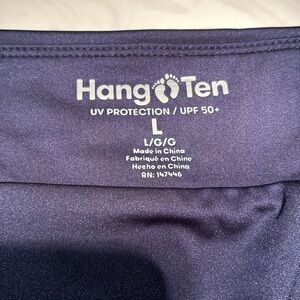 Hang Ten
UV PROTECTION / UPF 50+
L
L/G/G
Made in China
Fabriqué en Chine
Hecho en China
RN: 147446